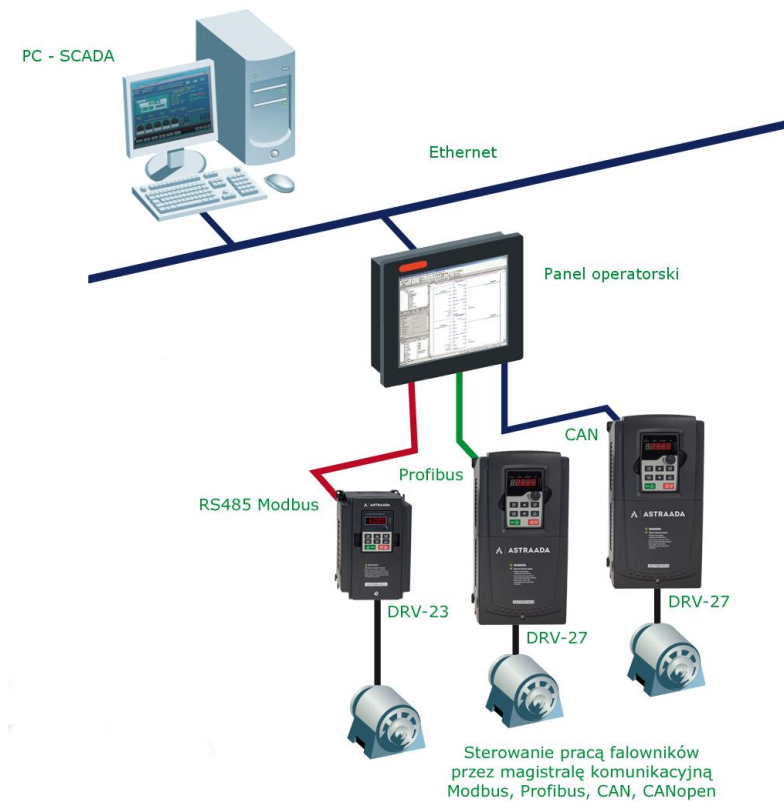 PC - SCADA
Ethernet
Panel operatorski
CAN
Profibus
RS485 Modbus
ASTRAADA
ASTRAADA
ASTRAADA
DRV-23
DRV-27
DRV-27
Sterowanie pracą falowników
przez magistralę komunikacyjną
Modbus, Profibus, CAN, CANopen